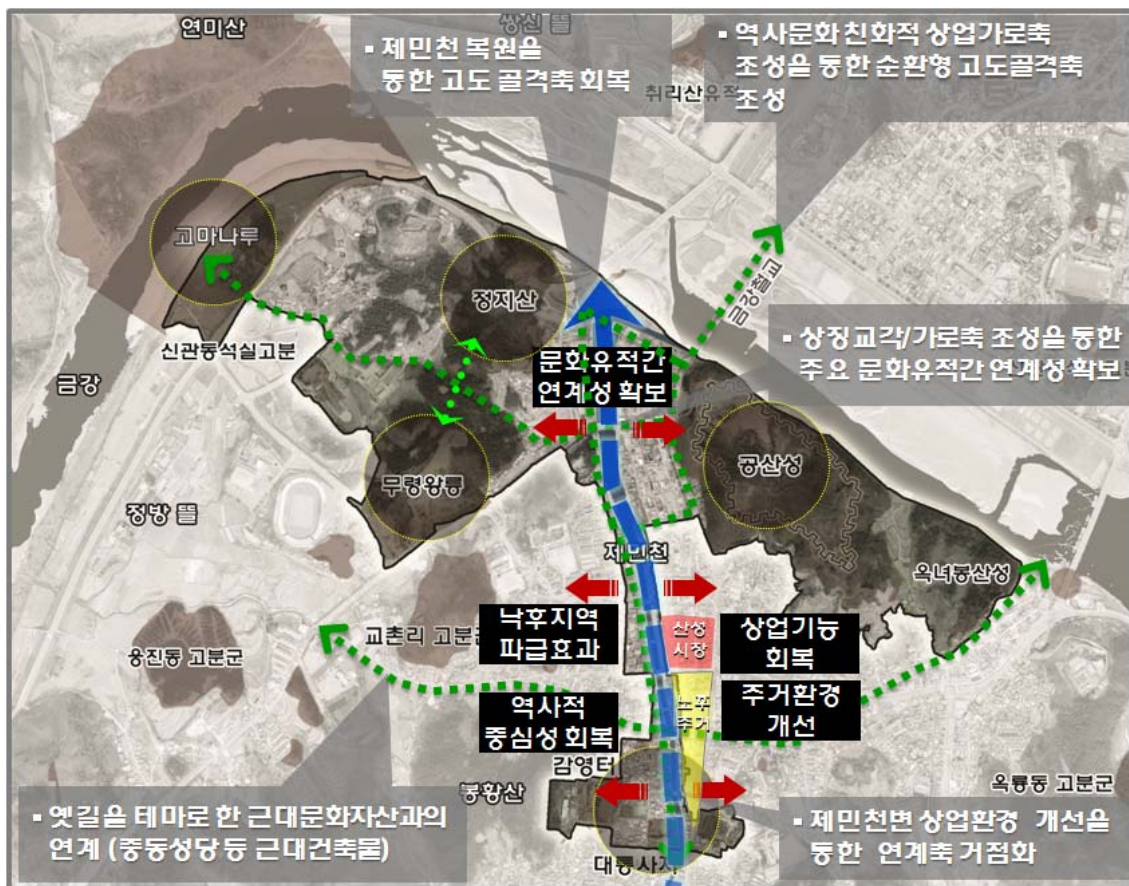 연미산
쌍신 뜰
▪ 제민천 복원을
통한 고도 골격축 회복
▪ 역사문화 친화적 상업가로축
조성을 통한 순환형 고도골격축
조성
취리산유적
고마나루
정지산
금강철교
신관동석실고분
금강
문화유적간
연계성 확보
▪ 상징교각/가로축 조성을 통한
주요 문화유적간 연계성 확보
무령왕릉
공산성
정방 뜰
제민천
옥녀봉산성
낙후지역
파급효과
산성
시장
상업기능
회복
교촌리 고분군
웅진동 고분군
역사적
중심성 회복
노후
주거
주거환경
개선
감영터
봉황산
옥룡동 고분군
▪ 옛길을 테마로 한 근대문화자산과의
연계 (중동성당 등 근대건축물)
대통사지
▪ 제민천변 상업환경 개선을
통한 연계축 거점화